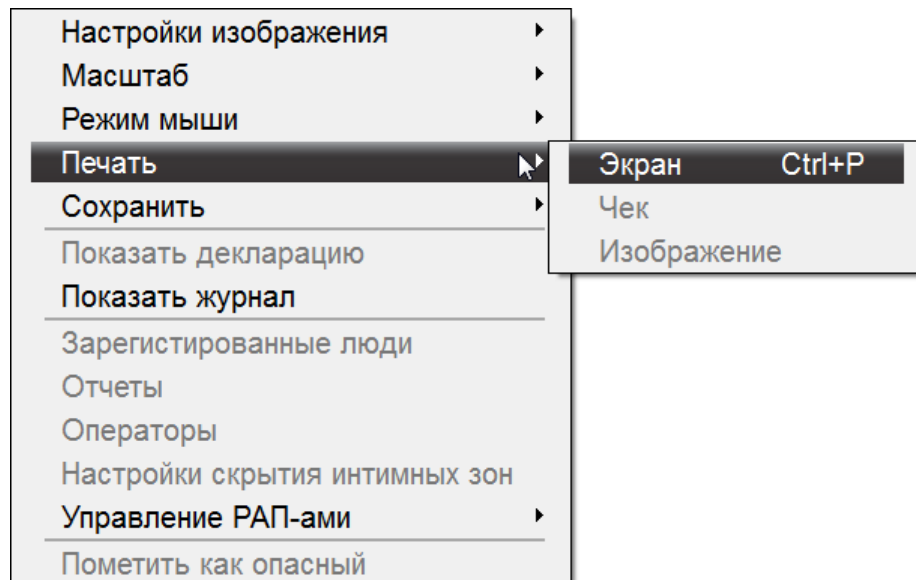 Настройки изображения
Масштаб
Режим мыши
Печать
Экран Ctrl+P
Сохранить
Чек
Показать декларацию
Изображение
Показать журнал
Зарегистированные люди
Отчеты
Операторы
Настройки скрытия интимных зон
Управление РАП-ами
Пометить как опасный